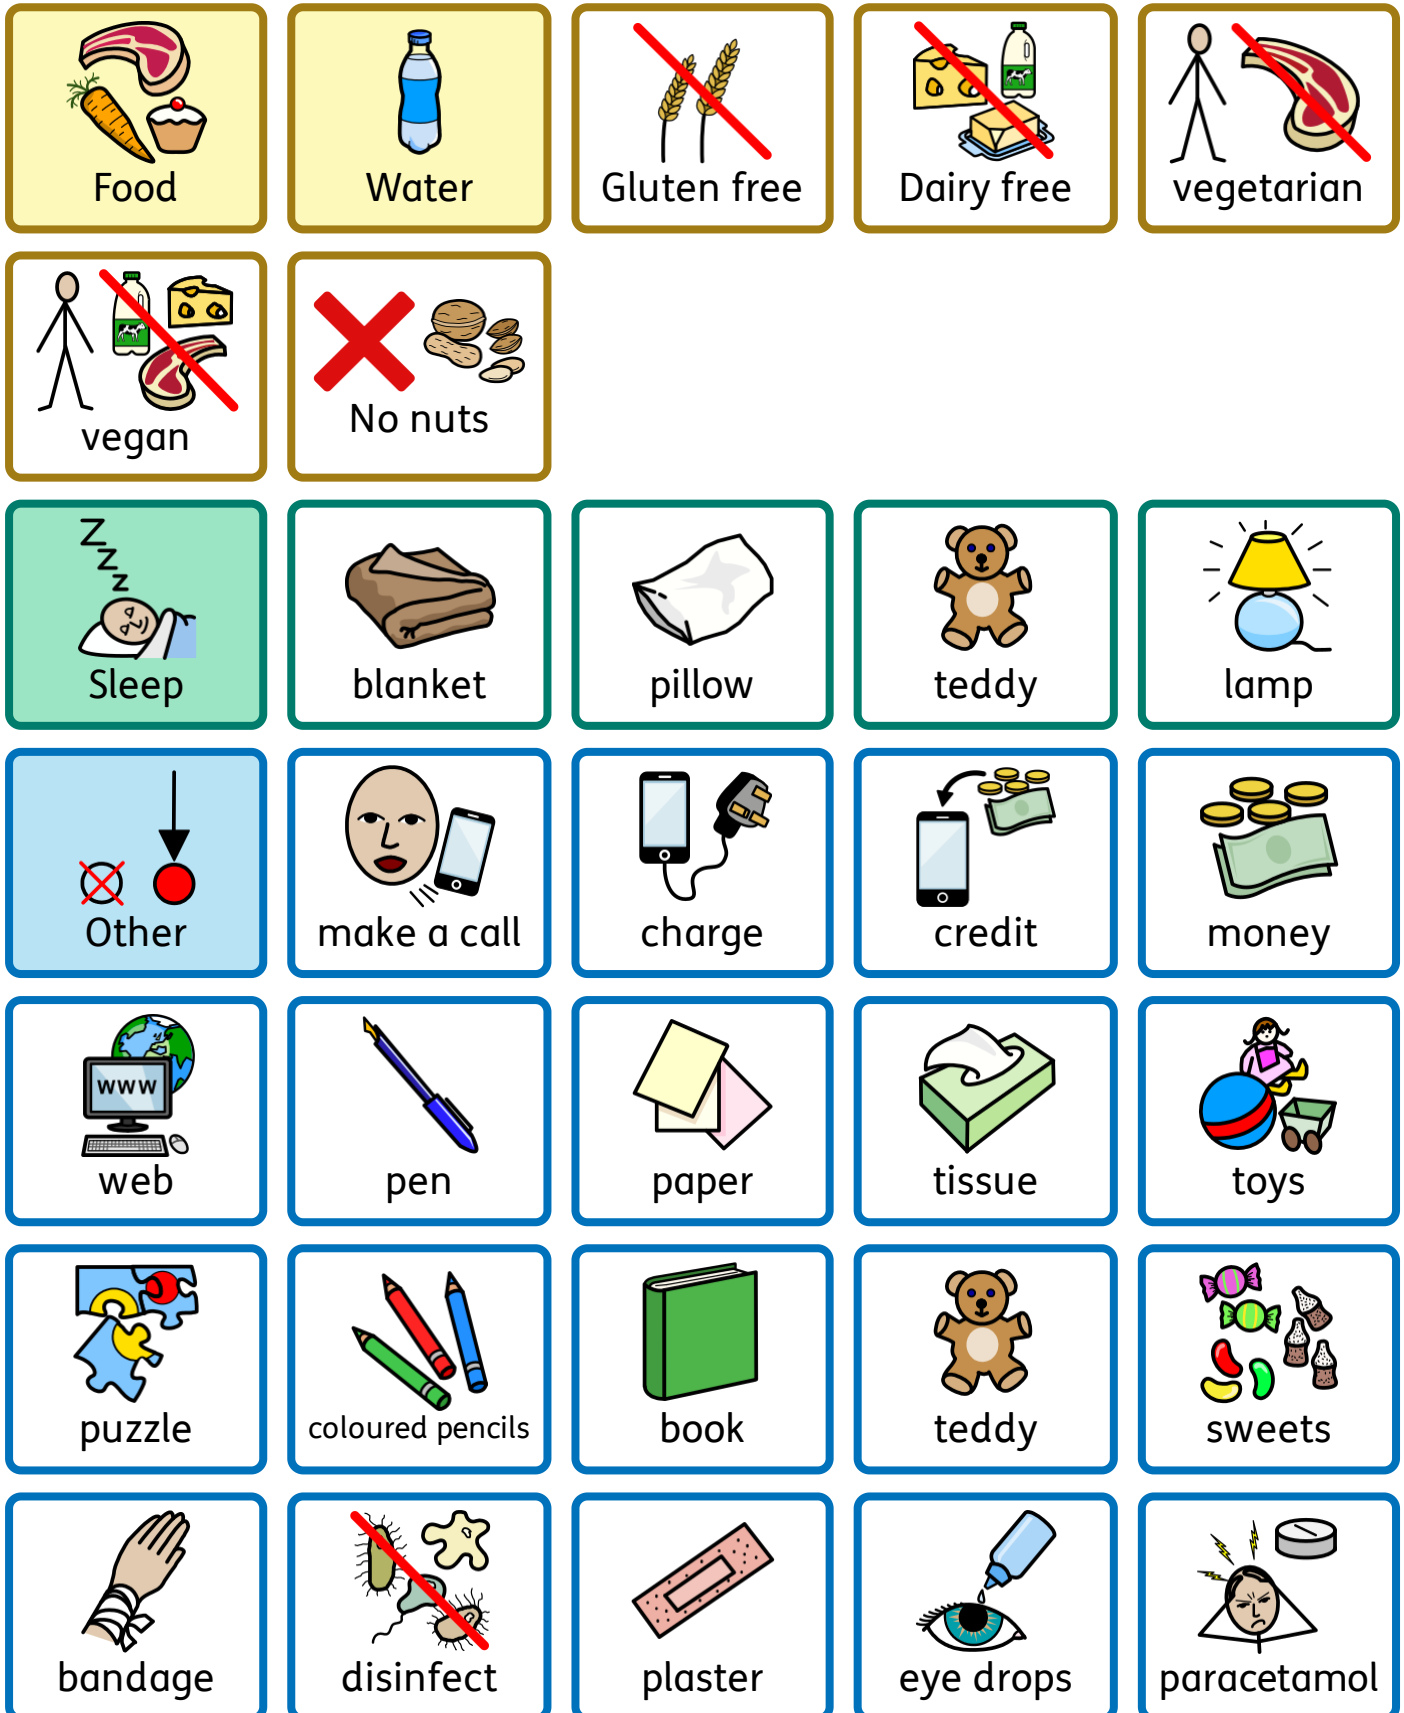 Food
Water
Gluten free
Dairy free
vegetarian
vegan
No nuts
Z
Z
Z
Sleep
blanket
pillow
teddy
lamp
Other
make a call
charge
credit
money
www
web
pen
paper
tissue
toys
puzzle
coloured pencils
book
teddy
sweets
bandage
disinfect
plaster
eye drops
paracetamol